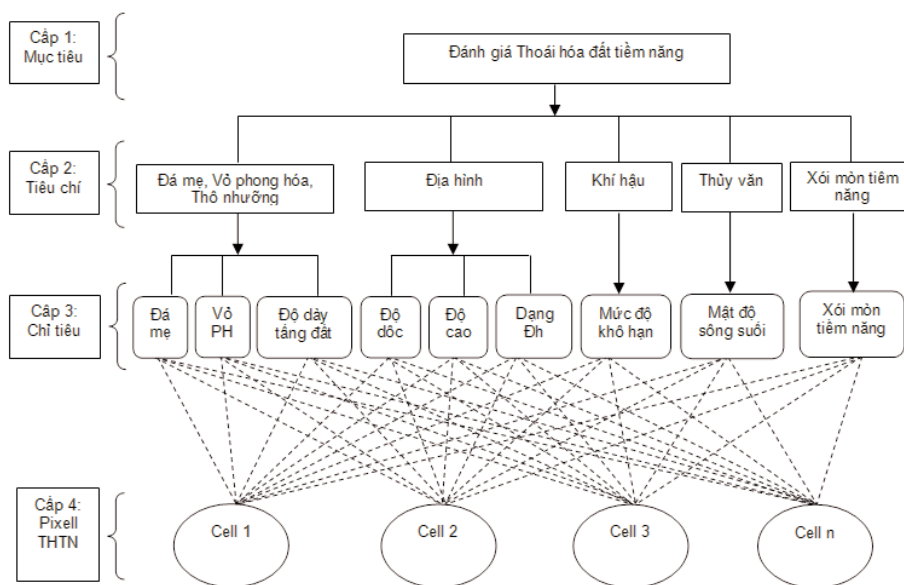 Cấp 1:
Mục tiêu
Đánh giá Thoái hóa đất tiềm năng
Cấp 2:
Tiêu chí
Đá mẹ, Vỏ phong hóa,
Thổ nhưỡng
Địa hình
Khí hậu
Thủy văn
Xói mòn tiêm
năng
Câp 3:
Chỉ tiêu
Đá
mẹ
Vỏ
PH
Độ dày
tầng đất
Độ
dốc
Độ
cao
Dạng
Đh
Mức độ
khô hạn
Mật độ
sông suối
Xói mòn
tiềm năng
Cấp 4:
Pixell
THTN
Cell 1
Cell 2
Cell 3
Cell n